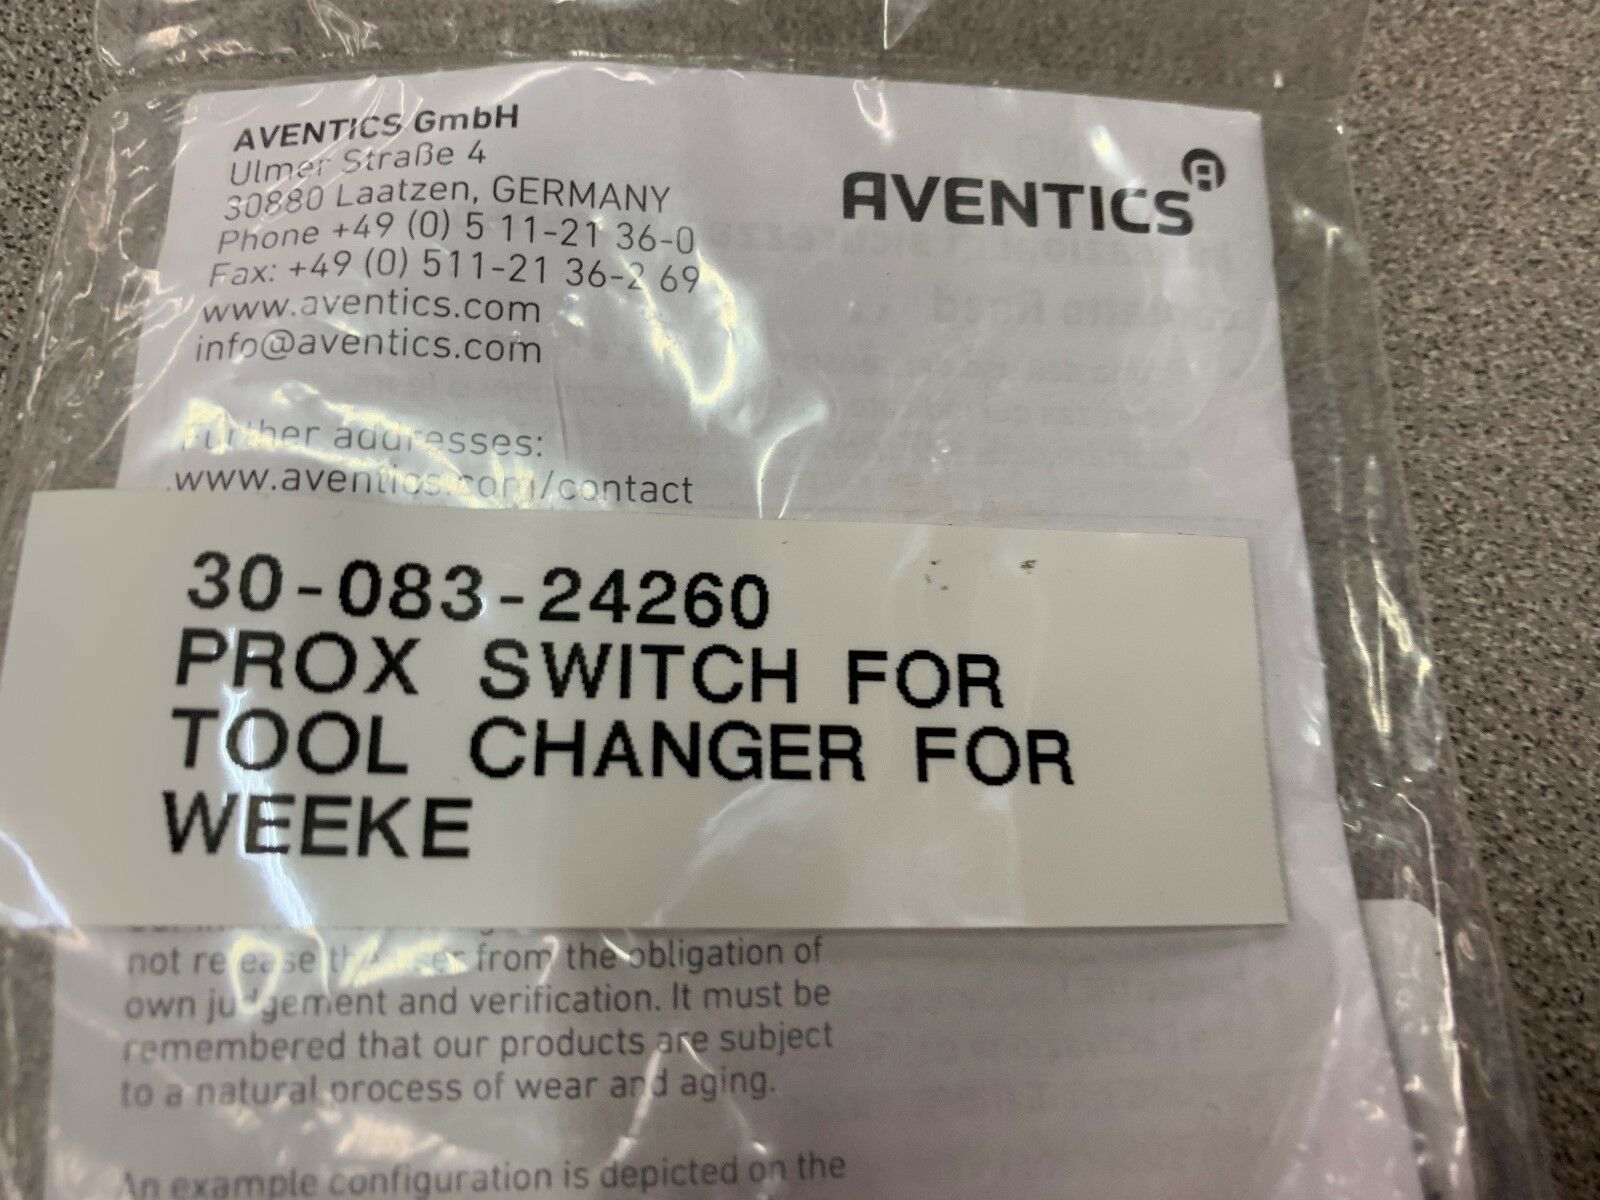 AVENTICS GmbH
Ulmer Straße 4
30880 Laatzen, GERMANY
Phone +49 (0) 5 11-21 36-0
Fax: +49 (0) 511-21 36-2 69
www.aventics.com
info@aventics.com
AVENTICS
Further addresses:
www.aventics.com/contact
30-083-24260
PROX SWITCH FOR
TOOL CHANGER FOR
WEEKE
not release the user from the obligation of
own judgement and verification. It must be
remembered that our products are subject
to a natural process of wear and aging.
An example configuration is depicted on the